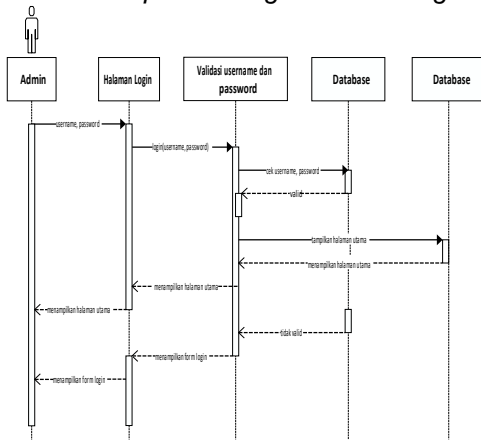 Admin
Halaman Login
Validasi username dan
password
Database
Database
username, password
login(username,password)
cek username, password
valid
tampilkan halaman utama
menampilkan halaman utama
menampilkan halaman utama
menampilkan halaman utama
tidak valid
menampilkan form login
menampilkan form login